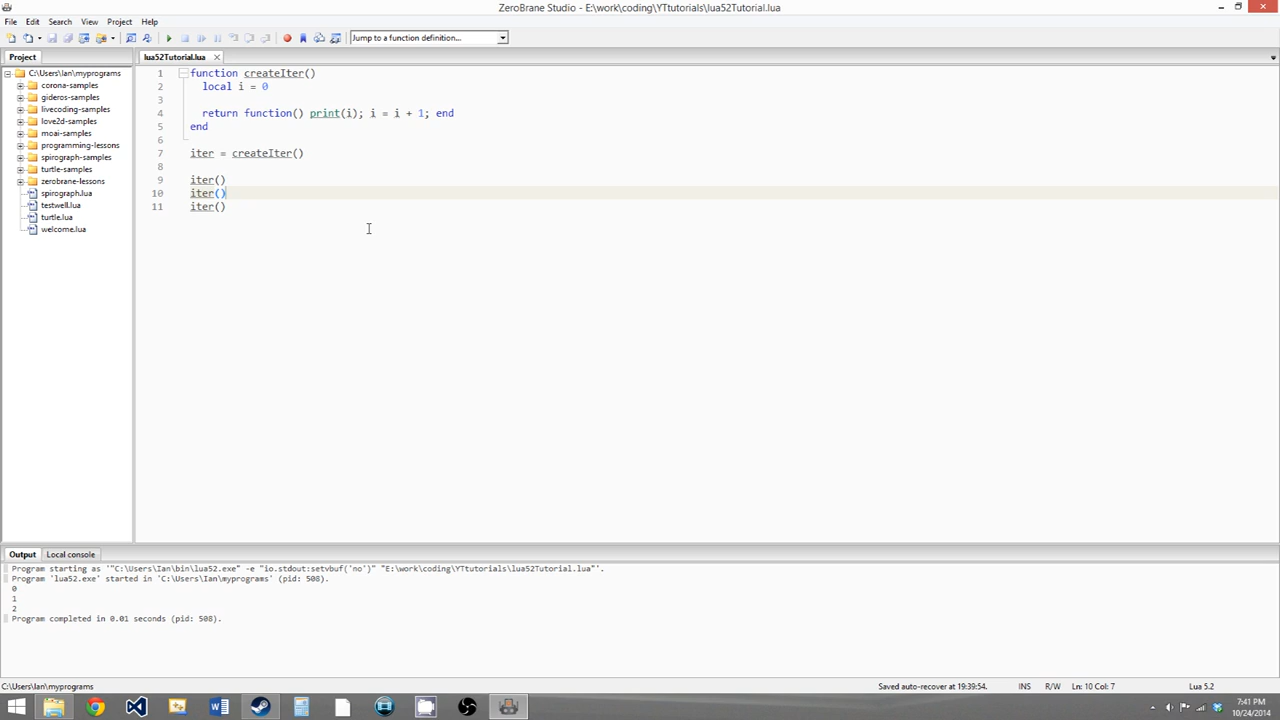 ZeroBrane Studio - E:\work\coding\YTtutorials\lua52Tutorial.lua
File Edit Search View Project Help
Jump to a function definition...
Project
lua52Tutorial.lua
C:\Users\Ian\myprograms
corona-samples
gideros-samples
livecoding-samples
love2d-samples
moai-samples
programming-lessons
spirograph-samples
turtle-samples
zerobrane-lessons
spirograph.lua
testwell.lua
turtle.lua
welcome.lua
1 function createIter()
2 local i = 0
3
4 return function() print(i); i = i + 1; end
5 end
6
7 iter = createIter()
8
9 iter()
10 iter()
11 iter()
Output Local console
Program starting as '"C:\Users\Ian\bin\lua52.exe" -e "io.stdout:setvbuf('no')" "E:\work\coding\YTtutorials\lua52Tutorial.lua"'.
Program 'lua52.exe' started in 'C:\Users\Ian\myprograms' (pid: 508).
0
1
2
Program completed in 0.01 seconds (pid: 508).
C:\Users\Ian\myprograms Saved auto-recover at 19:39:54. INS R/W Ln: 10 Col: 7 Lua 5.2
7:41 PM
10/24/2014